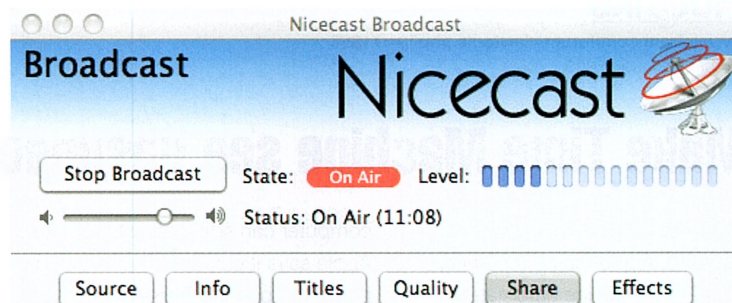 Nicecast Broadcast
Broadcast
Nicecast
Stop Broadcast State: On Air Level:
Status: On Air (11:08)
Source Info Titles Quality Share Effects